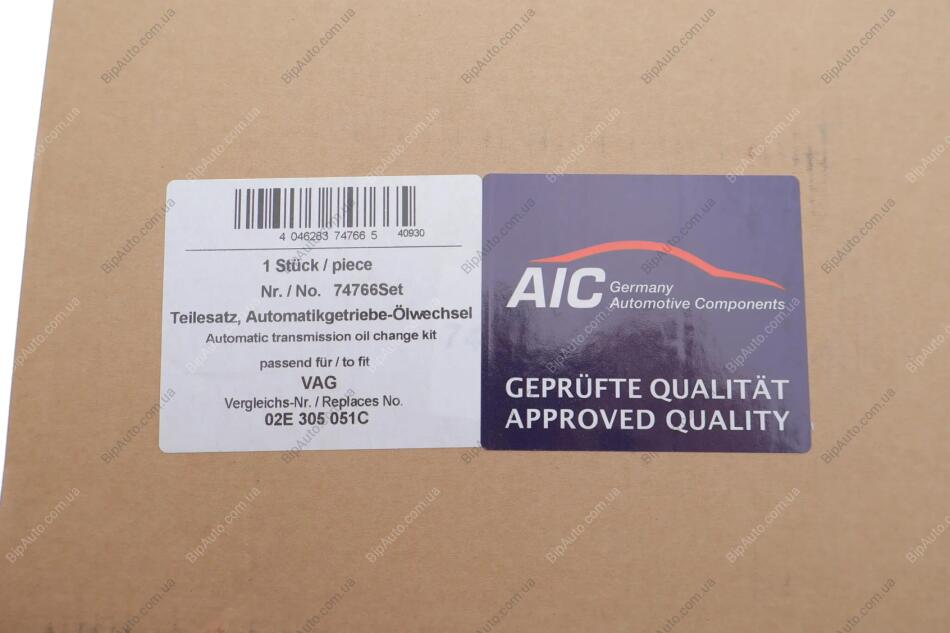 4 046283 74766 5
40930
1 Stück / piece
Nr. / No. 74766Set
Teilesatz, Automatikgetriebe-Ölwechsel
Automatic transmission oil change kit
passend für / to fit
VAG
Vergleichs-Nr. / Replaces No.
02E 305 051C
AIC Germany
Automotive Components
GEPRÜFTE QUALITÄT
APPROVED QUALITY
BipAuto.com.ua